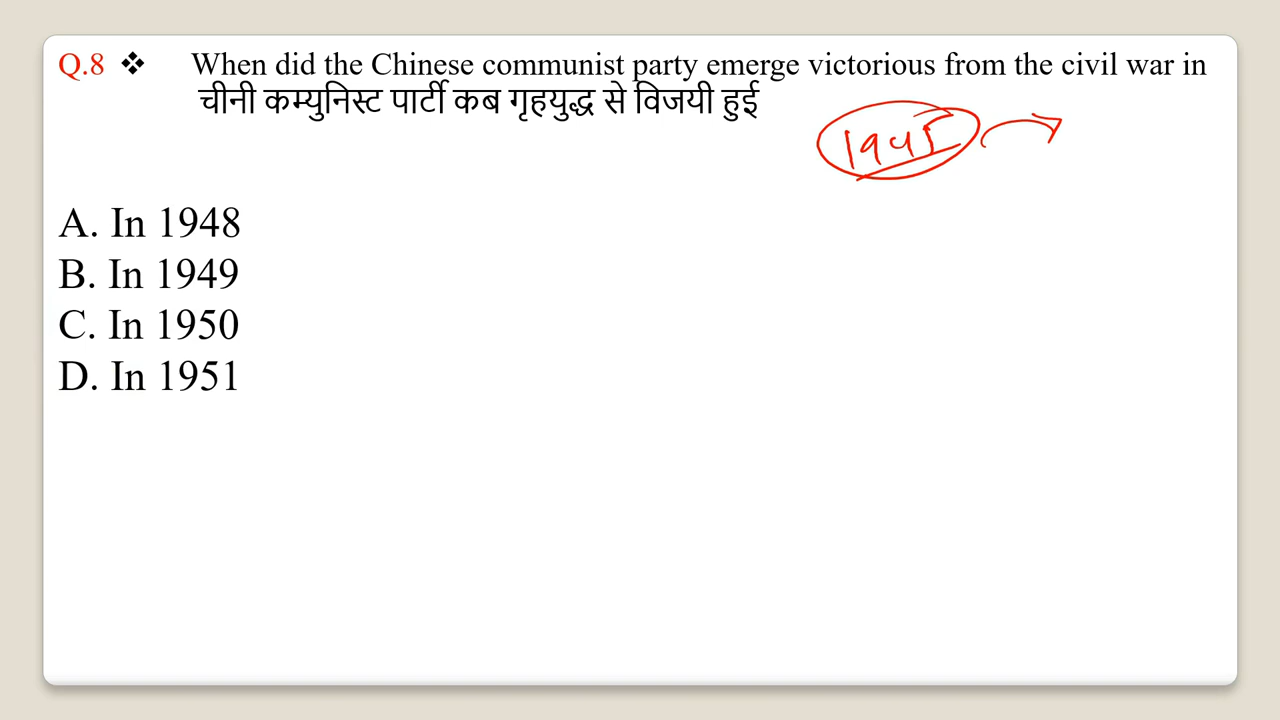 Q.8 ❖ When did the Chinese communist party emerge victorious from the civil war in
चीनी कम्युनिस्ट पार्टी कब गृहयुद्ध से विजयी हुई
1945
A. In 1948
B. In 1949
C. In 1950
D. In 1951